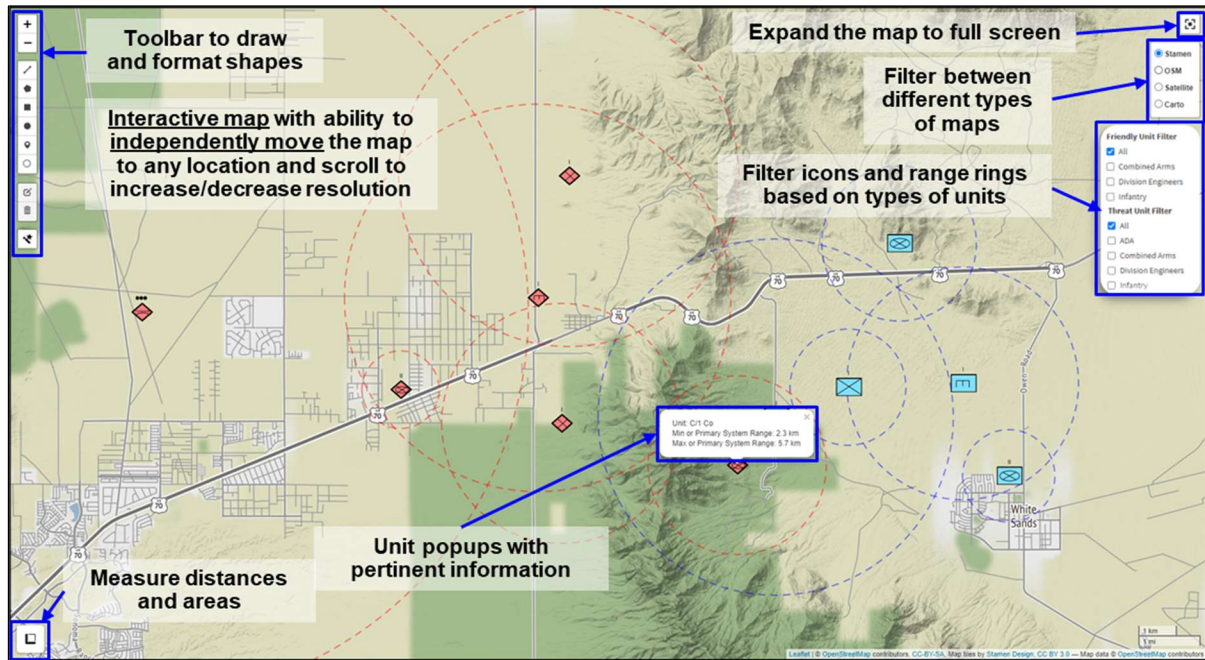 +
−
Toolbar to draw
and format shapes
Interactive map with ability to
independently move the map
to any location and scroll to
increase/decrease resolution
Expand the map to full screen
Filter between
different types
of maps
Stamen
OSM
Satellite
Carto
Filter icons and range rings
based on types of units
Friendly Unit Filter
All
Combined Arms
Division Engineers
Infantry
Threat Unit Filter
All
ADA
Combined Arms
Division Engineers
Infantry
70
70
70
70
70
70
70
70
70
70
70
Owen Road
Unit: C/1 Co
Min or Primary System Range: 2.3 km
Max or Primary System Range: 5.7 km
×
White
Sands
Unit popups with
pertinent information
Measure distances
and areas
1 km
1 mi
Leaflet | © OpenStreetMap contributors, CC-BY-SA, Map tiles by Stamen Design, CC BY 3.0 — Map data © OpenStreetMap contributors